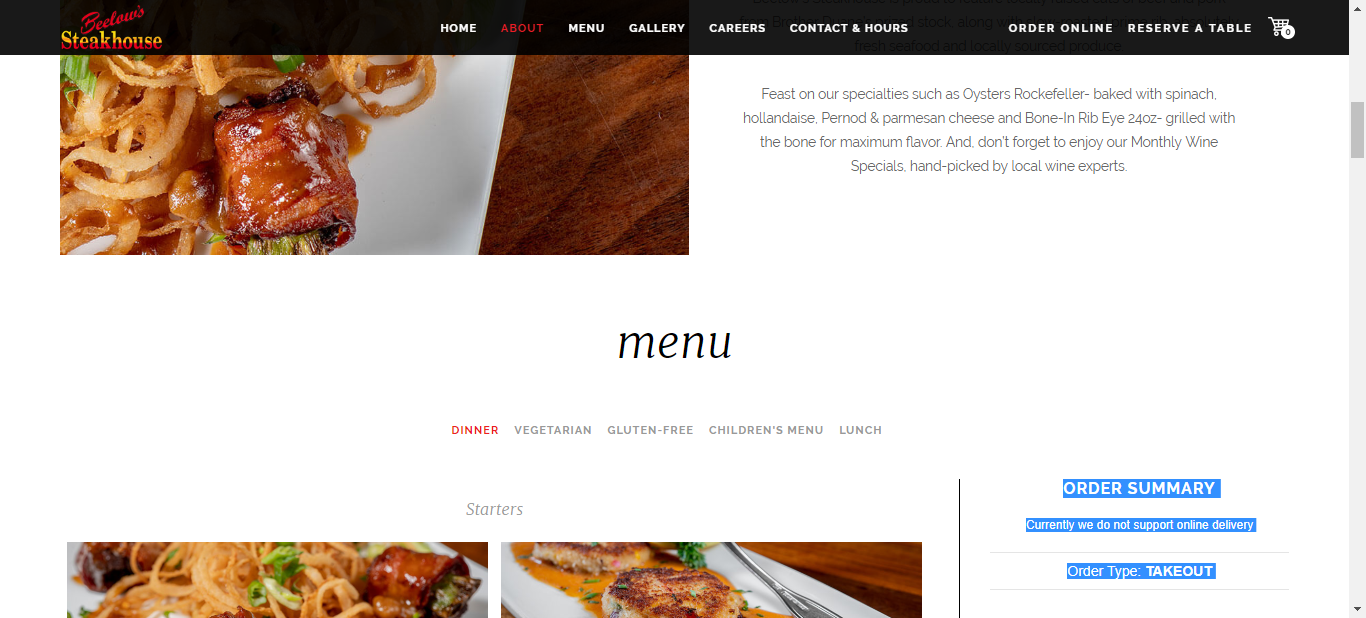 Beelow's
Steakhouse
HOME ABOUT MENU GALLERY CAREERS CONTACT & HOURS ORDER ONLINE RESERVE A TABLE 0
fresh seafood and locally sourced produce.
Feast on our specialties such as Oysters Rockefeller- baked with spinach,
hollandaise, Pernod & parmesan cheese and Bone-In Rib Eye 24oz- grilled with
the bone for maximum flavor. And, don't forget to enjoy our Monthly Wine
Specials, hand-picked by local wine experts.
menu
DINNER VEGETARIAN GLUTEN-FREE CHILDREN'S MENU LUNCH
Starters
ORDER SUMMARY
Currently we do not support online delivery
Order Type: TAKEOUT